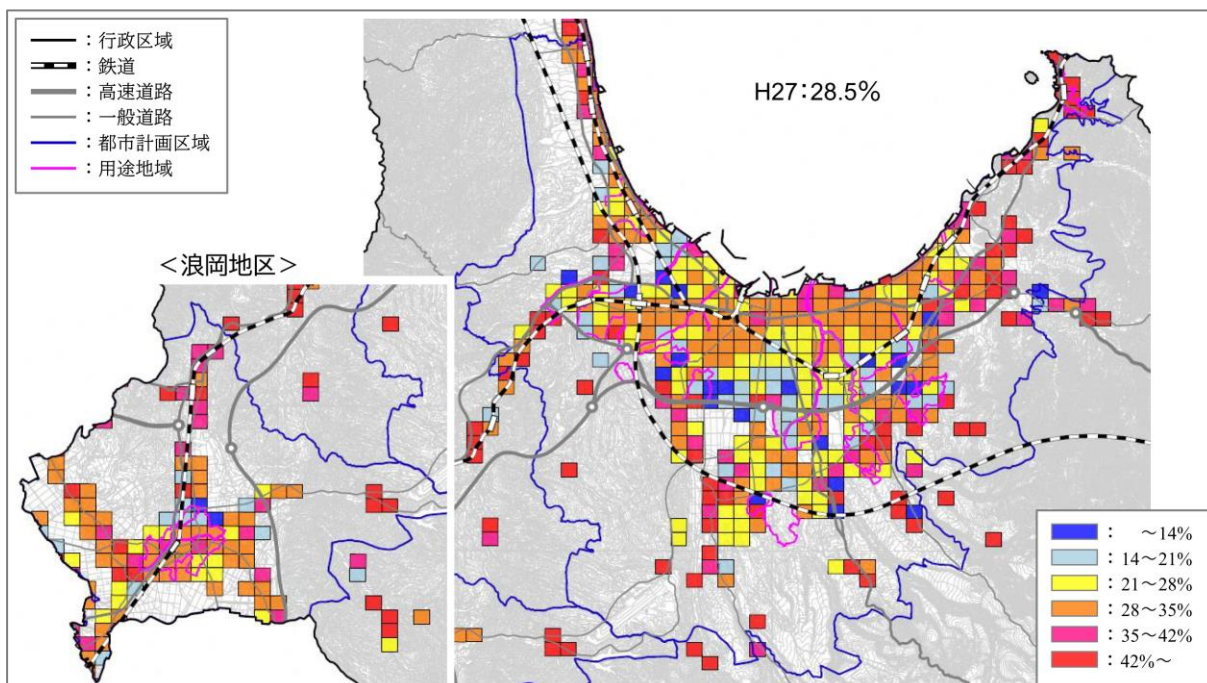 ：行政区域
：鉄道
：高速道路
：一般道路
：都市計画区域
：用途地域
H27：28.5%
＜浪岡地区＞
： ～14%
：14～21%
：21～28%
：28～35%
：35～42%
：42%～